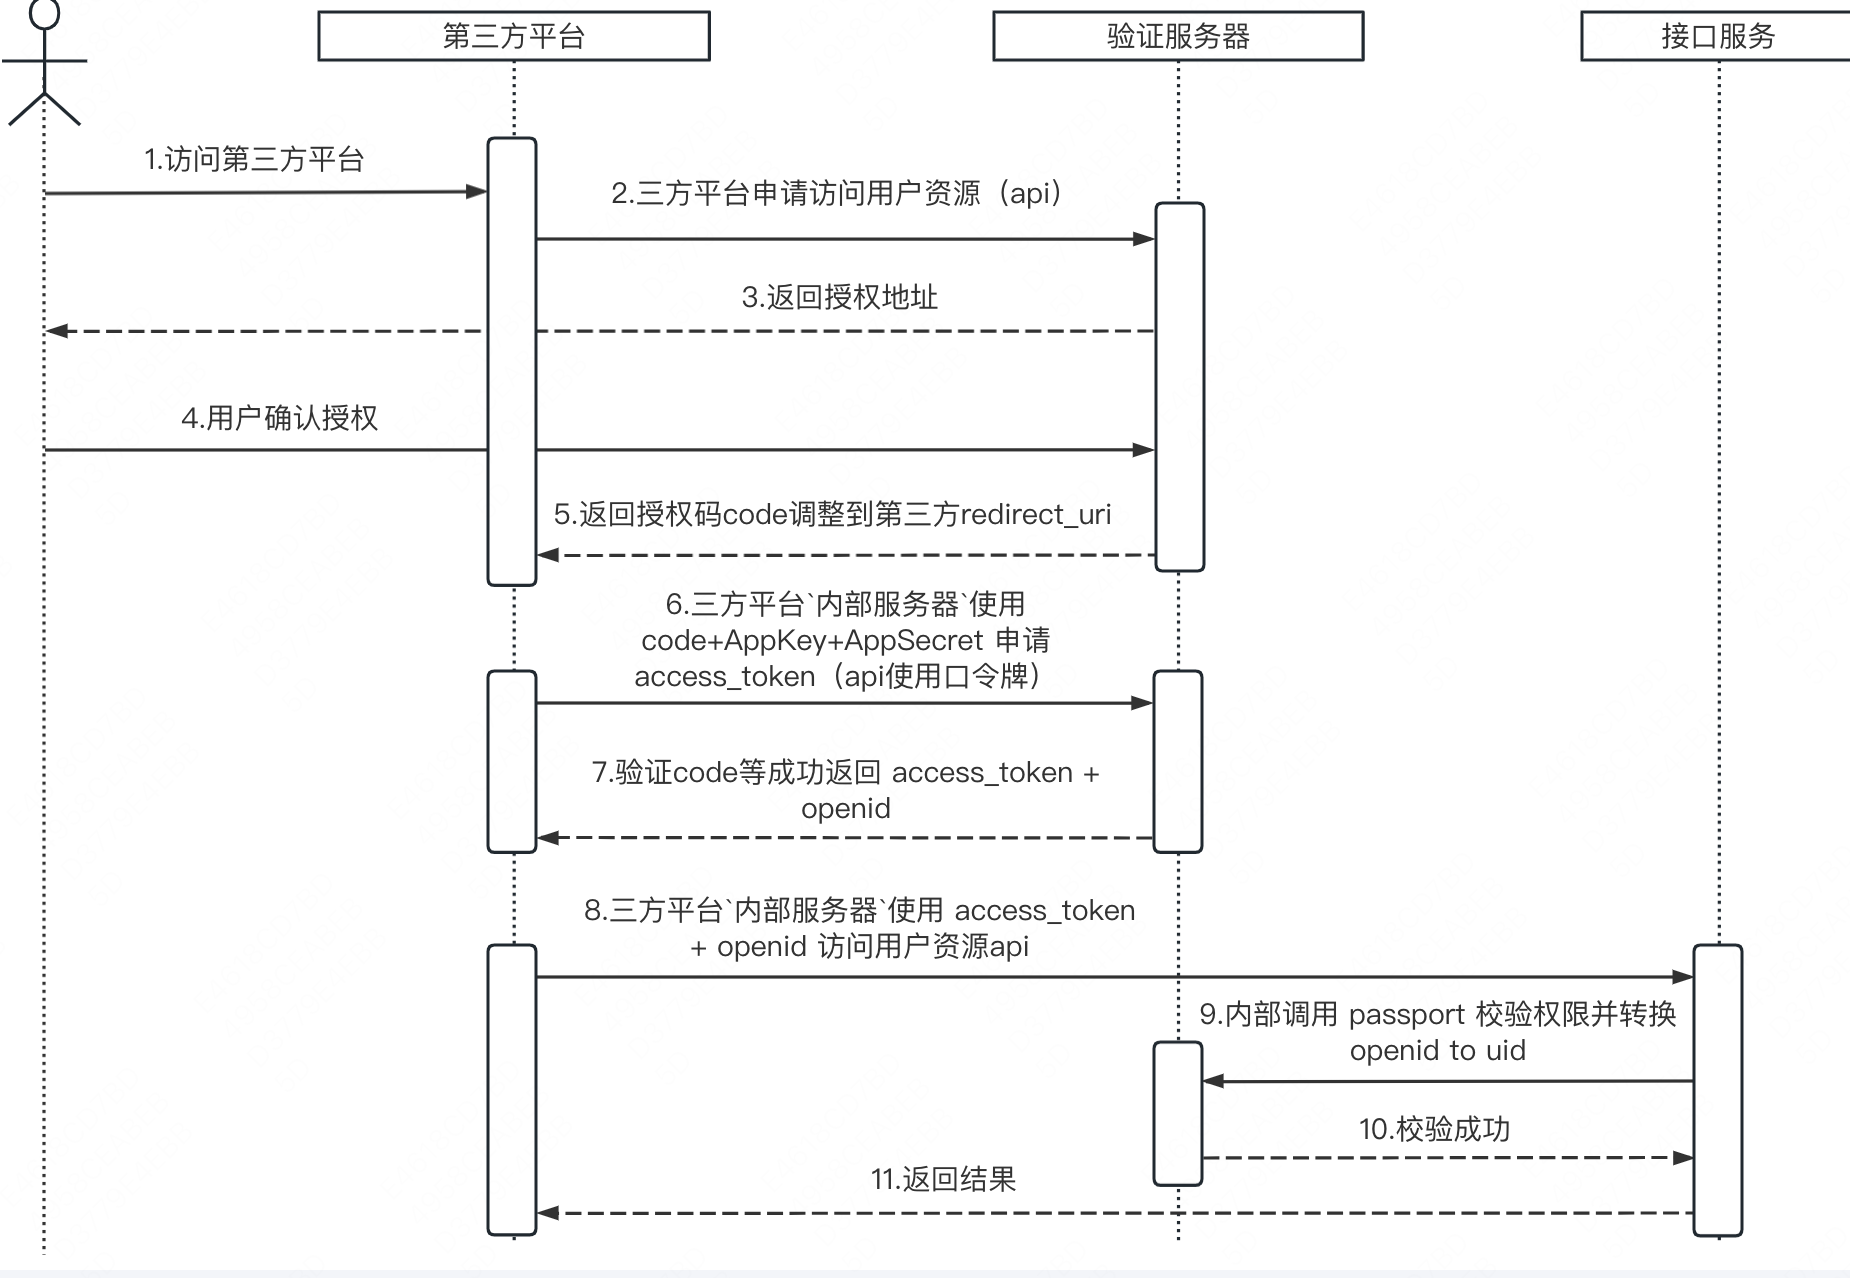 第三方平台
验证服务器
接口服务
1.访问第三方平台
2.三方平台申请访问用户资源（api）
3.返回授权地址
4.用户确认授权
5.返回授权码code调整到第三方redirect_uri
6.三方平台`内部服务器`使用
code+AppKey+AppSecret 申请
access_token（api使用口令牌）
7.验证code等成功返回 access_token +
openid
8.三方平台`内部服务器`使用 access_token
+ openid 访问用户资源api
9.内部调用 passport 校验权限并转换
openid to uid
10.校验成功
11.返回结果